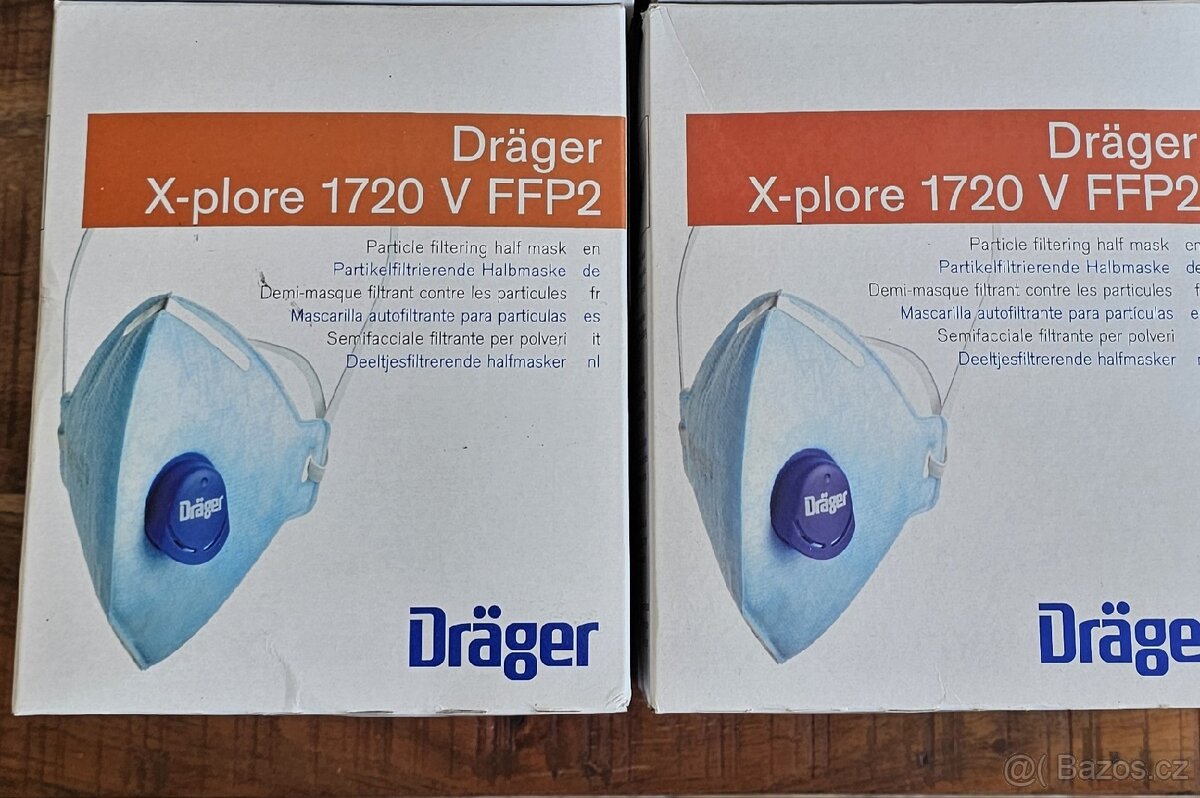 Dräger
X-plore 1720 V FFP2
Particle filtering half mask en
Partikelfiltrierende Halbmaske de
Demi-masque filtrant contre les particules fr
Mascarilla autofiltrante para partículas es
Semifacciale filtrante per polveri it
Deeltjesfiltrerende halfmasker nl
Dräger
Dräger
Dräger
X-plore 1720 V FFP2
Particle filtering half mask en
Partikelfiltrierende Halbmaske de
Demi-masque filtrant contre les particules f
Mascarilla autofiltrante para partículas e
Semifacciale filtrante per polveri
Deeltjesfiltrerende halfmasker
Dräger
Dräge
@( Bazos.cz